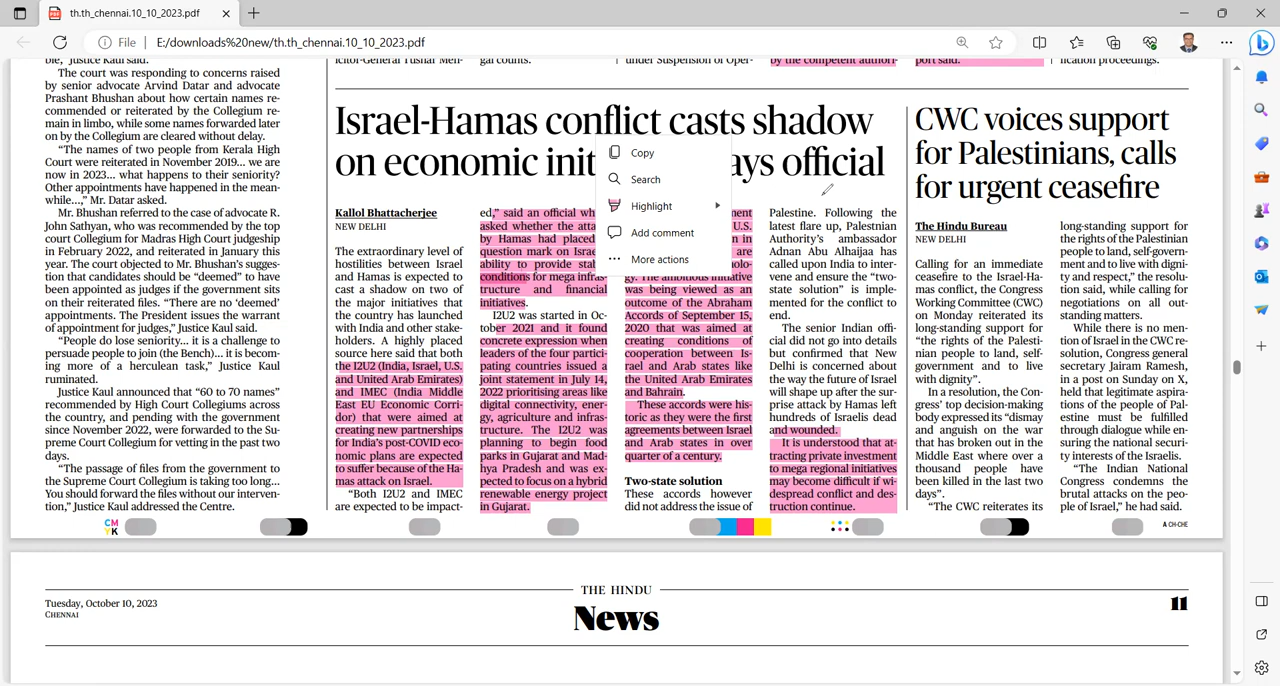 th.th_chennai.10_10_2023.pdf
File
E:/downloads%20new/th.th_chennai.10_10_2023.pdf
ble," Justice Kaul said.
The court was responding to concerns raised
by senior advocate Arvind Datar and advocate
Prashant Bhushan about how certain names re-
commended or reiterated by the Collegium re-
main in limbo, while some names forwarded later
on by the Collegium are cleared without delay.
"The names of two people from Kerala High
Court were reiterated in November 2019... we are
now in 2023... what happens to their seniority?
Other appointments have happened in the mean-
while...," Mr. Datar asked.
Mr. Bhushan referred to the case of advocate R.
John Sathyan, who was recommended by the top
court Collegium for Madras High Court judgeship
in February 2022, and reiterated in January this
year. The court objected to Mr. Bhushan's sugges-
tion that candidates should be "deemed" to have
been appointed as judges if the government sits
on their reiterated files. "There are no 'deemed'
appointments. The President issues the warrant
of appointment for judges," Justice Kaul said.
"People do lose seniority... it is a challenge to
persuade people to join (the Bench)... it is becom-
ing more of a herculean task," Justice Kaul
ruminated.
Justice Kaul announced that "60 to 70 names"
recommended by High Court Collegiums across
the country, and pending with the government
since November 2022, were forwarded to the Su-
preme Court Collegium for vetting in the past two
days.
"The passage of files from the government to
the Supreme Court Collegium is taking too long...
You should forward the files without our interven-
tion," Justice Kaul addressed the Centre.
icitor-General Tushar Meh-
gal counts.
under Suspension of Oper-
by the competent authori-
port said.
fication proceedings.
Israel-Hamas conflict casts shadow
on economic init ays official
Kallol Bhattacherjee
NEW DELHI
The extraordinary level of
hostilities between Israel
and Hamas is expected to
cast a shadow on two of
the major initiatives that
the country has launched
with India and other stake-
holders. A highly placed
source here said that both
the I2U2 (India, Israel, U.S.
and United Arab Emirates)
and IMEC (India Middle
East EU Economic Corri-
dor) that were aimed at
creating new partnerships
for India's post-COVID eco-
nomic plans are expected
to suffer because of the Ha-
mas attack on Israel.
"Both I2U2 and IMEC
are expected to be impact-
ed," said an official wh
asked whether the atta
by Hamas had placed
question mark on Israe
ability to provide stab
conditions for mega infras-
tructure and financial
initiatives.
I2U2 was started in Oc-
tober 2021 and it found
concrete expression when
leaders of the four partici-
pating countries issued a
joint statement in July 14,
2022 prioritising areas like
digital connectivity, ener-
gy, agriculture and infras-
tructure. The I2U2 was
planning to begin food
parks in Gujarat and Mad-
hya Pradesh and was ex-
pected to focus on a hybrid
renewable energy project
in Gujarat.
Copy
Search
Highlight
Add comment
More actions
ment
U.S.
n in
are
nolo-
gy. The ambitious initiative
was being viewed as an
outcome of the Abraham
Accords of September 15,
2020 that was aimed at
creating conditions of
cooperation between Is-
rael and Arab states like
the United Arab Emirates
and Bahrain.
These accords were his-
toric as they were the first
agreements between Israel
and Arab states in over
quarter of a century.
Two-state solution
These accords however
did not address the issue of
Palestine. Following the
latest flare up, Palestnian
Authority's ambassador
Adnan Abu Alhaijaa has
called upon India to inter-
vene and ensure the "two-
state solution" is imple-
mented for the conflict to
end.
The senior Indian offi-
cial did not go into details
but confirmed that New
Delhi is concerned about
the way the future of Israel
will shape up after the sur-
prise attack by Hamas left
hundreds of Israelis dead
and wounded.
It is understood that at-
tracting private investment
to mega regional initiatives
may become difficult if wi-
despread conflict and des-
truction continue.
CWC voices support
for Palestinians, calls
for urgent ceasefire
The Hindu Bureau
NEW DELHI
Calling for an immediate
ceasefire to the Israel-Ha-
mas conflict, the Congress
Working Committee (CWC)
on Monday reiterated its
long-standing support for
"the rights of the Palesti-
nian people to land, self-
government and to live
with dignity".
In a resolution, the Con-
gress' top decision-making
body expressed its "dismay
and anguish on the war
that has broken out in the
Middle East where over a
thousand people have
been killed in the last two
days".
"The CWC reiterates its
long-standing support for
the rights of the Palestinian
people to land, self-govern-
ment and to live with digni-
ty and respect," the resolu-
tion said, while calling for
negotiations on all out-
standing matters.
While there is no men-
tion of Israel in the CWC re-
solution, Congress general
secretary Jairam Ramesh,
in a post on Sunday on X,
held that legitimate aspira-
tions of the people of Pal-
estine must be fulfilled
through dialogue while en-
suring the national securi-
ty interests of the Israelis.
"The Indian National
Congress condemns the
brutal attacks on the peo-
ple of Israel," he had said.
CM
YK
A CH-CHE
Tuesday, October 10, 2023
CHENNAI
THE HINDU
News
11